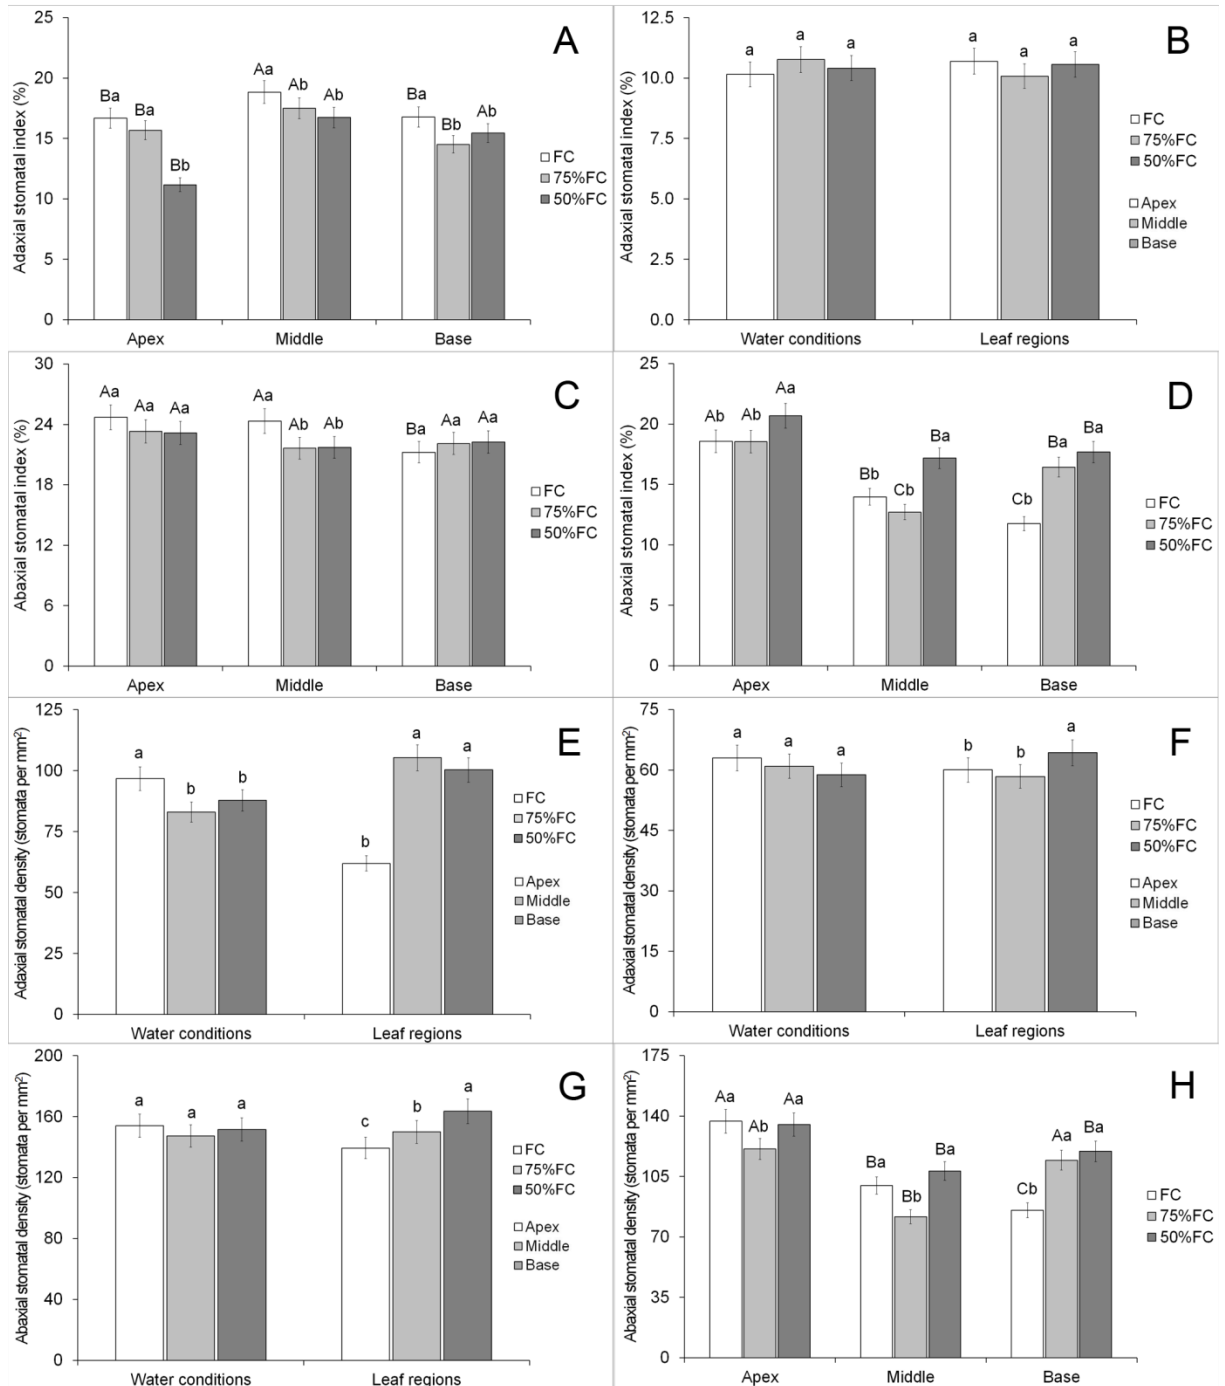 A
Adaxial stomatal index (%)
25
20
15
10
5
0
Ba
Ba
Bb
Aa
Ab
Ab
Ba
Bb
Ab
FC
75%FC
50%FC
Apex
Middle
Base
B
Adaxial stomatal index (%)
12.5
10.0
7.5
5.0
2.5
0.0
a
a
a
a
a
a
FC
75%FC
50%FC
Apex
Middle
Base
Water conditions
Leaf regions
C
Abaxial stomatal index (%)
30
24
18
12
6
0
Aa
Aa
Aa
Aa
Ab
Ab
Ba
Aa
Aa
FC
75%FC
50%FC
Apex
Middle
Base
D
Abaxial stomatal index (%)
25
20
15
10
5
0
Ab
Ab
Aa
Bb
Cb
Ba
Cb
Ba
Ba
FC
75%FC
50%FC
Apex
Middle
Base
E
Adaxial stomatal density (stomata per mm²)
125
100
75
50
25
0
a
b
b
b
a
a
FC
75%FC
50%FC
Apex
Middle
Base
Water conditions
Leaf regions
F
Adaxial stomatal density (stomata per mm²)
75
60
45
30
15
0
a
a
a
b
b
a
FC
75%FC
50%FC
Apex
Middle
Base
Water conditions
Leaf regions
G
Abaxial stomatal density (stomata per mm²)
200
160
120
80
40
0
a
a
a
c
b
a
FC
75%FC
50%FC
Apex
Middle
Base
Water conditions
Leaf regions
H
Abaxial stomatal density (stomata per mm²)
175
140
105
70
35
0
Aa
Ab
Aa
Ba
Bb
Ba
Cb
Aa
Ba
FC
75%FC
50%FC
Apex
Middle
Base